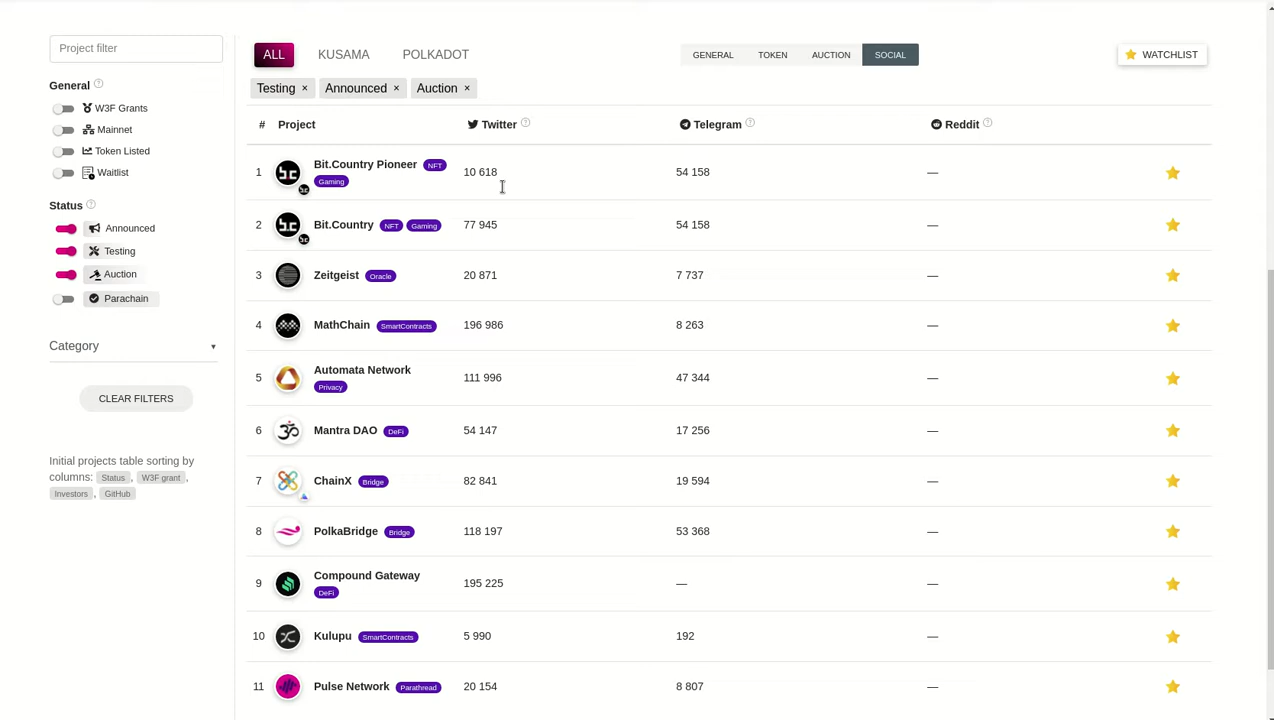 Project filter
ALL KUSAMA POLKADOT GENERAL TOKEN AUCTION SOCIAL WATCHLIST
Testing × Announced × Auction ×
General ?
W3F Grants
Mainnet
Token Listed
Waitlist
Status ?
Announced
Testing
Auction
Parachain
Category
CLEAR FILTERS
Initial projects table sorting by
columns: Status, W3F grant,
Investors, GitHub
# Project Twitter ? Telegram ? Reddit ?
1 Bit.Country Pioneer NFT Gaming 10 618 54 158 —
2 Bit.Country NFT Gaming 77 945 54 158 —
3 Zeitgeist Oracle 20 871 7 737 —
4 MathChain SmartContracts 196 986 8 263 —
5 Automata Network Privacy 111 996 47 344 —
6 Mantra DAO DeFi 54 147 17 256 —
7 ChainX Bridge 82 841 19 594 —
8 PolkaBridge Bridge 118 197 53 368 —
9 Compound Gateway DeFi 195 225 — —
10 Kulupu SmartContracts 5 990 192 —
11 Pulse Network Parathread 20 154 8 807 —